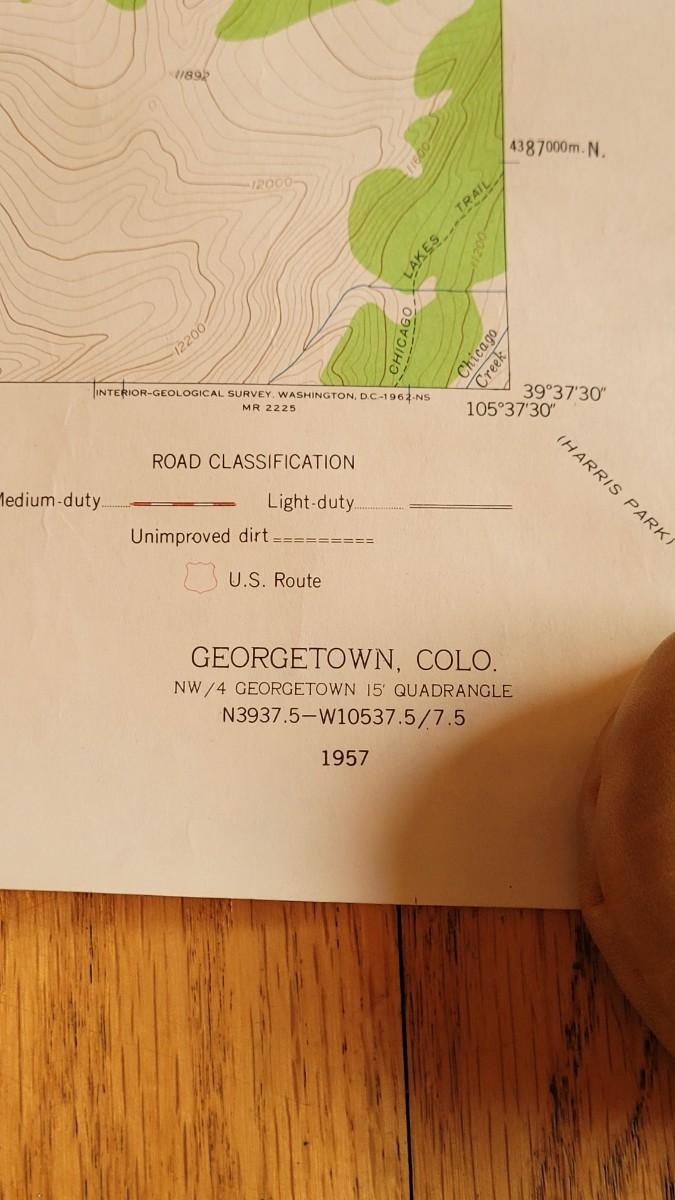 11892
4387000m.N.
11600
12000
CHICAGO LAKES TRAIL
11200
12200
Chicago
Creek
INTERIOR-GEOLOGICAL SURVEY, WASHINGTON, D.C.-1962-NS
MR 2225
39°37'30"
105°37'30"
(HARRIS PARK)
ROAD CLASSIFICATION
Medium-duty Light-duty
Unimproved dirt
U.S. Route
GEORGETOWN, COLO.
NW/4 GEORGETOWN 15' QUADRANGLE
N3937.5–W10537.5/7.5
1957